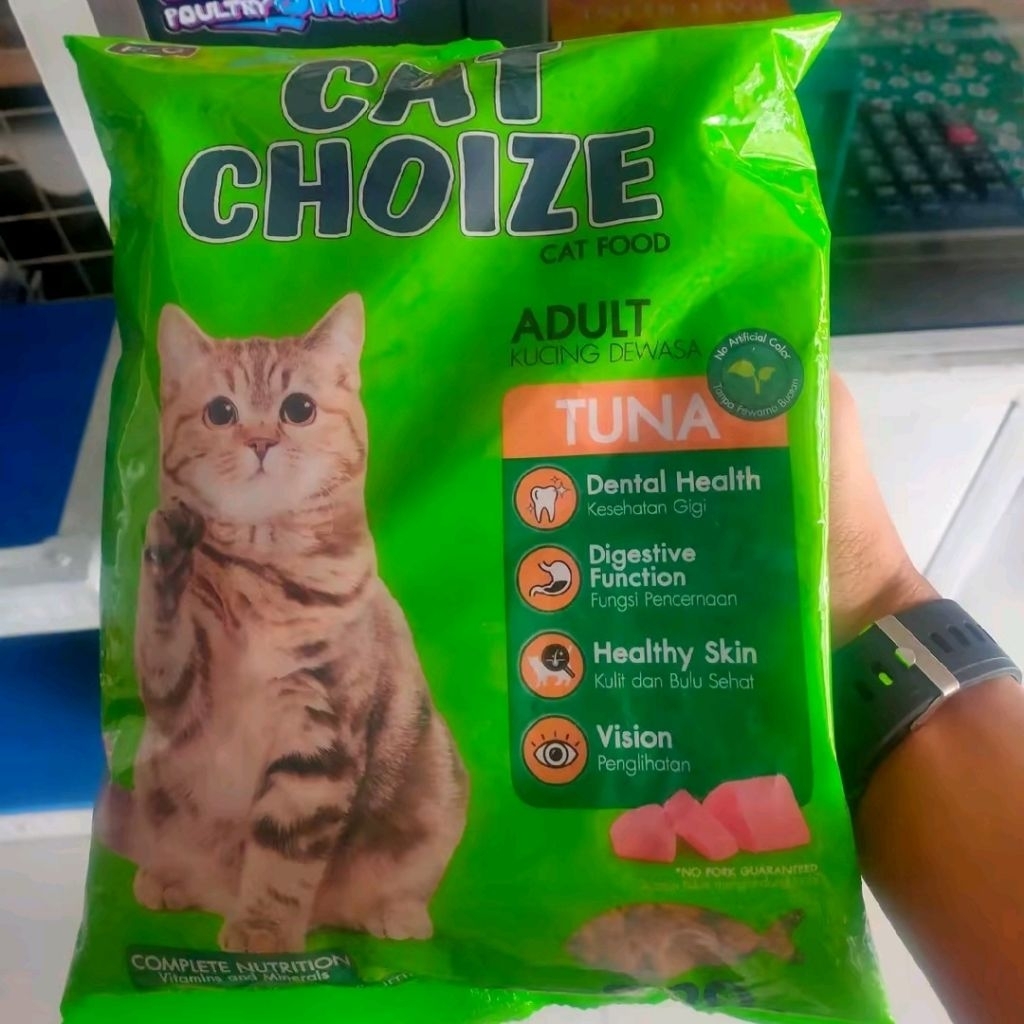 POULTRY
CAT
CHOIZE
CAT FOOD
ADULT
KUCING DEWASA
No Artificial Color
Tanpa Pewarna Buatan
TUNA
Dental Health
Kesehatan Gigi
Digestive
Function
Fungsi Pencernaan
Healthy Skin
Kulit dan Bulu Sehat
Vision
Penglihatan
*NO PORK GUARANTEED
COMPLETE NUTRITION
Vitamins and Minerals